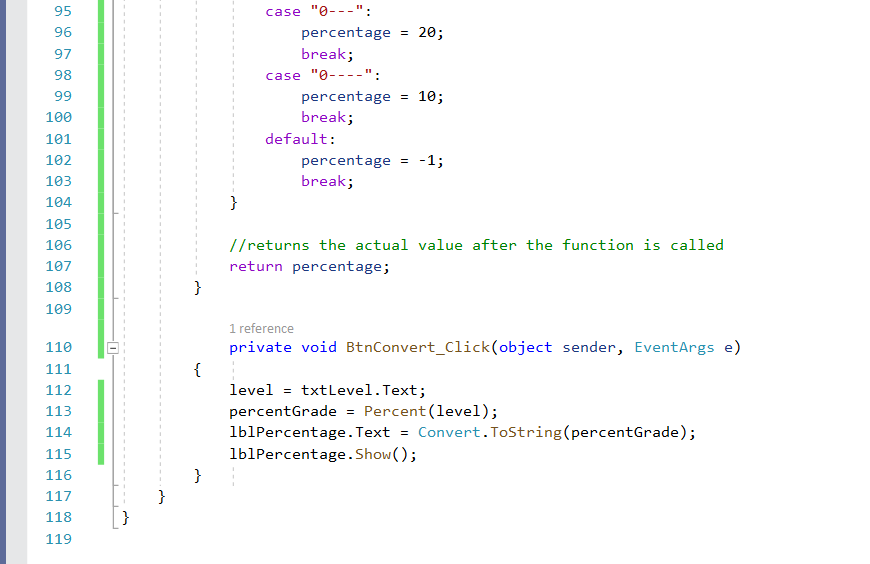 95 case "0---":
96 percentage = 20;
97 break;
98 case "0----":
99 percentage = 10;
100 break;
101 default:
102 percentage = -1;
103 break;
104 }
105
106 //returns the actual value after the function is called
107 return percentage;
108 }
109
1 reference
110 private void BtnConvert_Click(object sender, EventArgs e)
111 {
112 level = txtLevel.Text;
113 percentGrade = Percent(level);
114 lblPercentage.Text = Convert.ToString(percentGrade);
115 lblPercentage.Show();
116 }
117 }
118 }
119